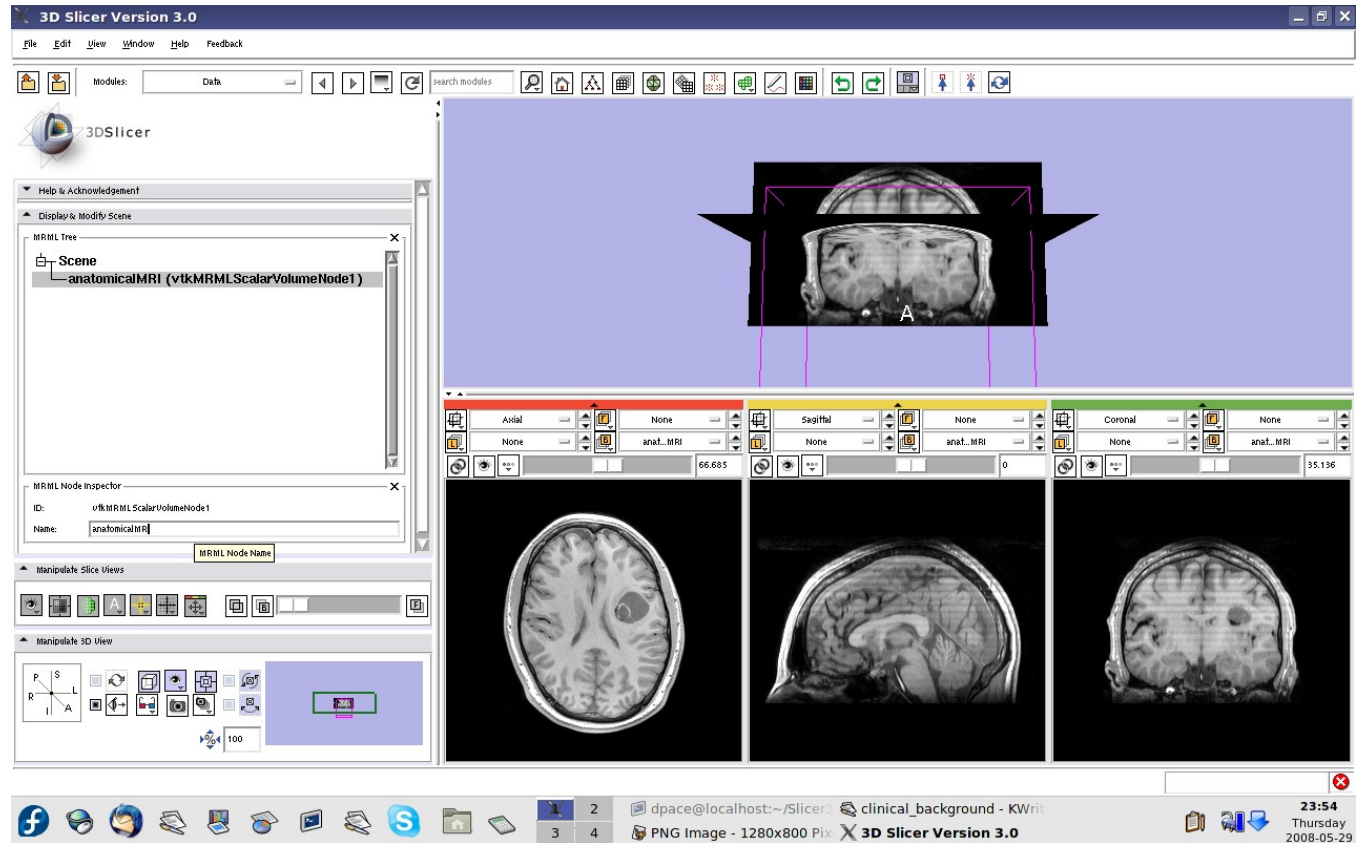 3D Slicer Version 3.0
File Edit View Window Help Feedback
Modules: Data search modules
3DSlicer
Help & Acknowledgement
Display & Modify Scene
MRML Tree
Scene
anatomicalMRI (vtkMRMLScalarVolumeNode1)
MRML Node Inspector
ID: vtkMRMLScalarVolumeNode1
Name: anatomicalMRI
MRML Node Name
Manipulate Slice Views
Manipulate 3D View
P S
R L
I A
100
A
Axial None
None anat...MRI
66.685
Sagittal None
None anat...MRI
0
Coronal None
None anat...MRI
35.136
1 2
3 4
dpace@localhost:~/Slicer3
clinical_background - KWrit
PNG Image - 1280x800 Pix
3D Slicer Version 3.0
23:54
Thursday
2008-05-29